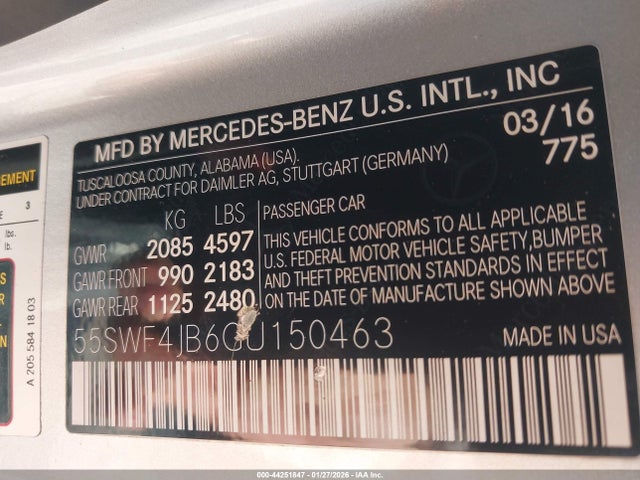 MFD BY MERCEDES-BENZ U.S. INTL., INC
TUSCALOOSA COUNTY, ALABAMA (USA).
UNDER CONTRACT FOR DAIMLER AG, STUTTGART (GERMANY)
03/16
775
KG LBS
GVWR 2085 4597
GAWR FRONT 990 2183
GAWR REAR 1125 2480
PASSENGER CAR
THIS VEHICLE CONFORMS TO ALL APPLICABLE
U.S. FEDERAL MOTOR VEHICLE SAFETY, BUMPER
AND THEFT PREVENTION STANDARDS IN EFFECT
ON THE DATE OF MANUFACTURE SHOWN ABOVE
55SWF4JB6GU150463
MADE IN USA
EMENT
E 3
lbs.
lb.
S
A 205 584 18 03
000-44251847 | 01/27/2026 - IAA Inc.